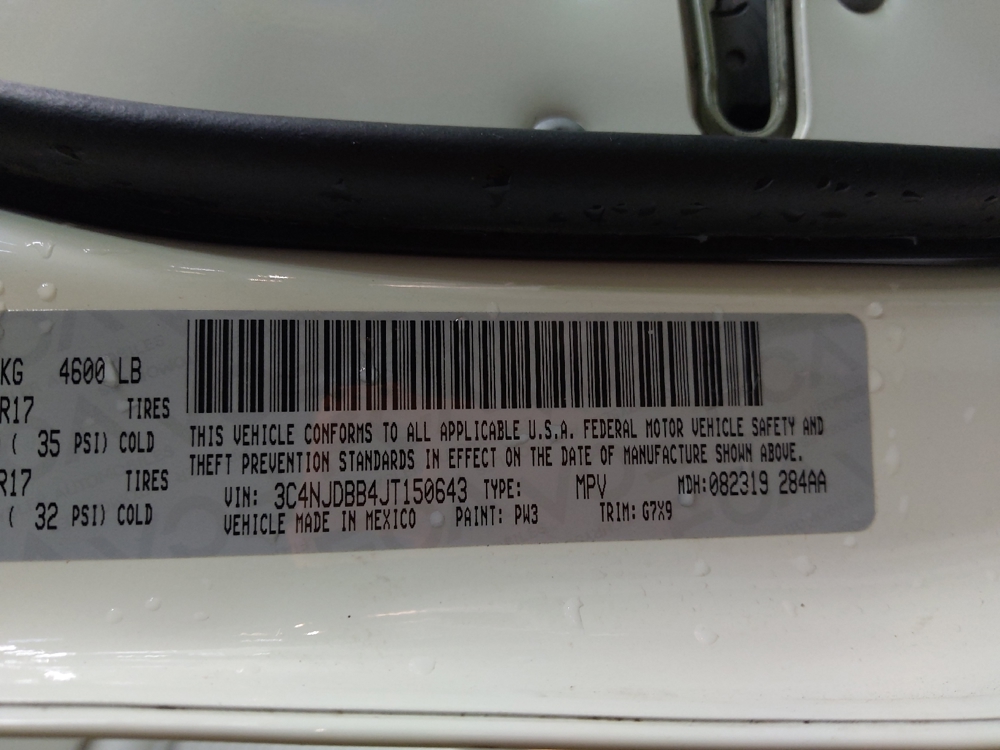 KG 4600 LB
R17 TIRES
( 35 PSI) COLD
R17 TIRES
( 32 PSI) COLD
THIS VEHICLE CONFORMS TO ALL APPLICABLE U.S.A. FEDERAL MOTOR VEHICLE SAFETY AND
THEFT PREVENTION STANDARDS IN EFFECT ON THE DATE OF MANUFACTURE SHOWN ABOVE.
VIN: 3C4NJDBB4JT150643 TYPE: MPV MDH:082319 284AA
VEHICLE MADE IN MEXICO PAINT: PW3 TRIM: G7X9